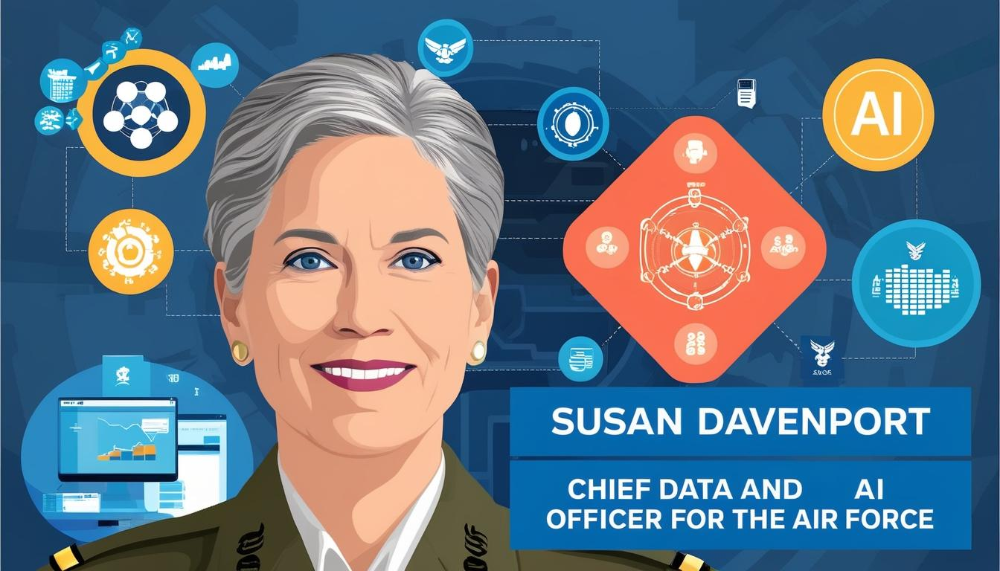 AI
SUSAN DAVENPORT
CHIEF DATA AND AI
OFFICER FOR THE AIR FORCE